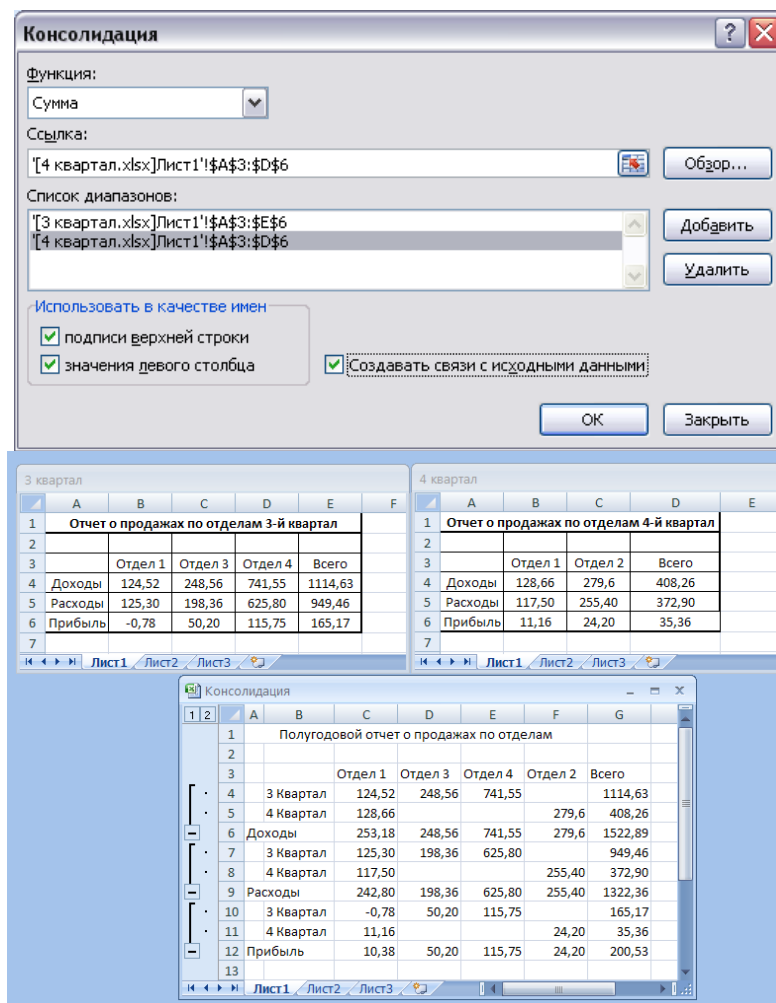 Консолидация
Функция:
Сумма
Ссылка:
'[4 квартал.xlsx]Лист1'!$A$3:$D$6
Обзор...
Список диапазонов:
'[3 квартал.xlsx]Лист1'!$A$3:$E$6
'[4 квартал.xlsx]Лист1'!$A$3:$D$6
Добавить
Удалить
Использовать в качестве имен
подписи верхней строки
значения левого столбца
Создавать связи с исходными данными
ОК
Закрыть
3 квартал
A B C D E F
1 Отчет о продажах по отделам 3-й квартал
2
3 Отдел 1 Отдел 3 Отдел 4 Всего
4 Доходы 124,52 248,56 741,55 1114,63
5 Расходы 125,30 198,36 625,80 949,46
6 Прибыль -0,78 50,20 115,75 165,17
7
Лист1 Лист2 Лист3
4 квартал
A B C D E
1 Отчет о продажах по отделам 4-й квартал
2
3 Отдел 1 Отдел 2 Всего
4 Доходы 128,66 279,6 408,26
5 Расходы 117,50 255,40 372,90
6 Прибыль 11,16 24,20 35,36
7
Лист1 Лист2 Лист3
Консолидация
1 2 A B C D E F G
1 Полугодовой отчет о продажах по отделам
2
3 Отдел 1 Отдел 3 Отдел 4 Отдел 2 Всего
4 3 Квартал 124,52 248,56 741,55 1114,63
5 4 Квартал 128,66 279,6 408,26
6 Доходы 253,18 248,56 741,55 279,6 1522,89
7 3 Квартал 125,30 198,36 625,80 949,46
8 4 Квартал 117,50 255,40 372,90
9 Расходы 242,80 198,36 625,80 255,40 1322,36
10 3 Квартал -0,78 50,20 115,75 165,17
11 4 Квартал 11,16 24,20 35,36
12 Прибыль 10,38 50,20 115,75 24,20 200,53
13
Лист1 Лист2 Лист3